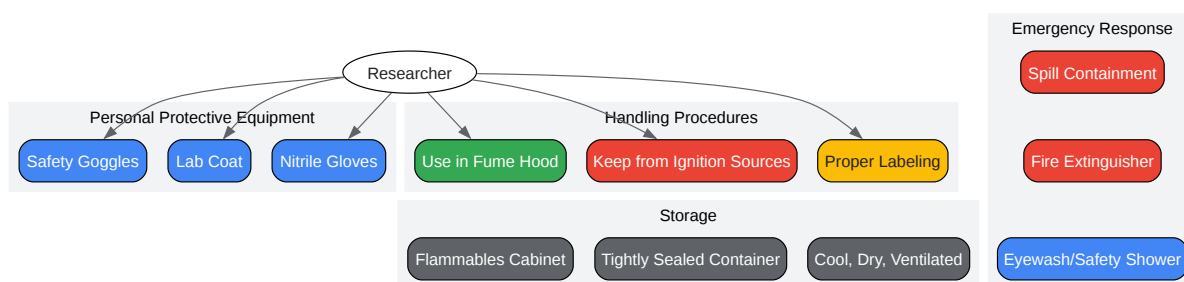 Emergency Response
Spill Containment
Researcher
Personal Protective Equipment
Handling Procedures
Safety Goggles
Lab Coat
Nitrile Gloves
Use in Fume Hood
Keep from Ignition Sources
Proper Labeling
Fire Extinguisher
Storage
Flammables Cabinet
Tightly Sealed Container
Cool, Dry, Ventilated
Eyewash/Safety Shower